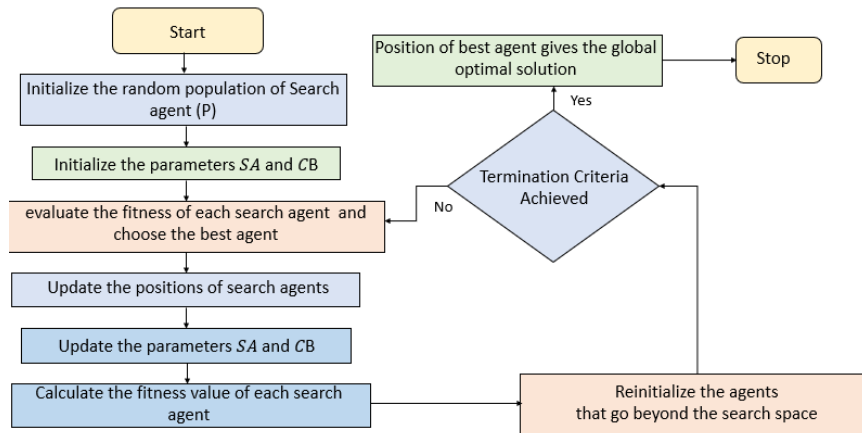 Start
Initialize the random population of Search
agent (P)
Initialize the parameters SA and CB
evaluate the fitness of each search agent and
choose the best agent
Update the positions of search agents
Update the parameters SA and CB
Calculate the fitness value of each search
agent
Reinitialize the agents
that go beyond the search space
Termination Criteria
Achieved
No
Yes
Position of best agent gives the global
optimal solution
Stop